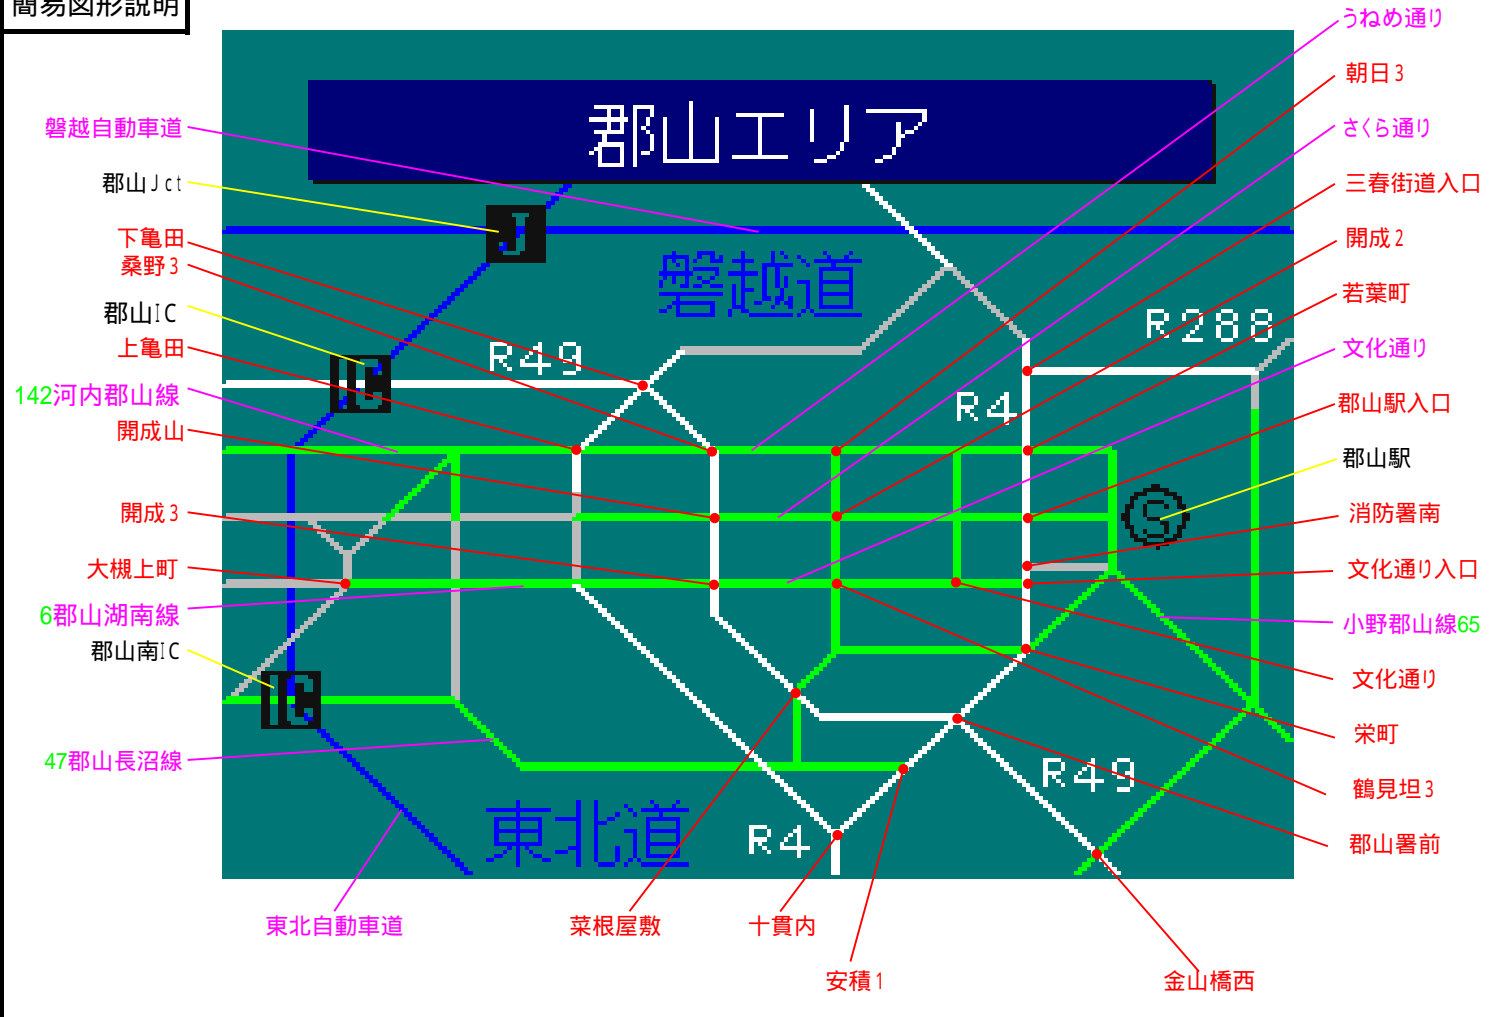 簡易図形説明
うねめ通り
朝日3
さくら通り
三春街道入口
開成2
若葉町
文化通り
郡山駅入口
郡山駅
消防署南
文化通り入口
小野郡山線65
文化通り
栄町
鶴見坦3
郡山署前
磐越自動車道
郡山Jct
下亀田
桑野3
郡山IC
上亀田
142河内郡山線
開成山
開成3
大槻上町
6郡山湖南線
郡山南IC
47郡山長沼線
郡山エリア
J
磐越道
R288
R49
IC
R4
S
IC
R49
東北道
R4
東北自動車道
菜根屋敷
十貫内
安積1
金山橋西